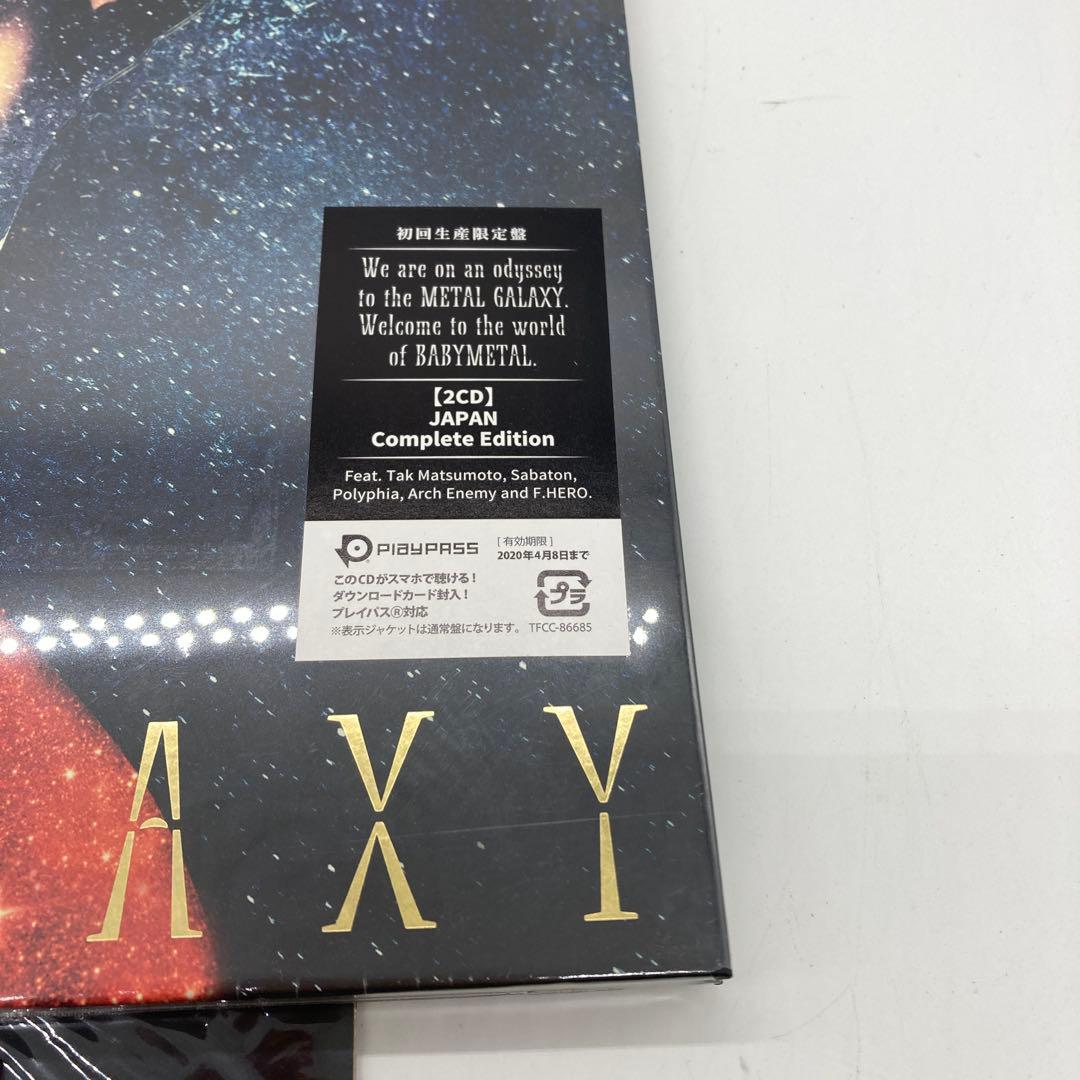 初回生産限定盤
We are on an odyssey
to the METAL GALAXY.
Welcome to the world
of BABYMETAL.
【2CD】
JAPAN
Complete Edition
Feat. Tak Matsumoto, Sabaton,
Polyphia, Arch Enemy and F.HERO.
PlayPASS
[有効期限]
2020年4月8日まで
このCDがスマホで聴ける!
ダウンロードカード封入!
プレイパス®対応
プラ
※表示ジャケットは通常盤になります。 TFCC-86685
AXY